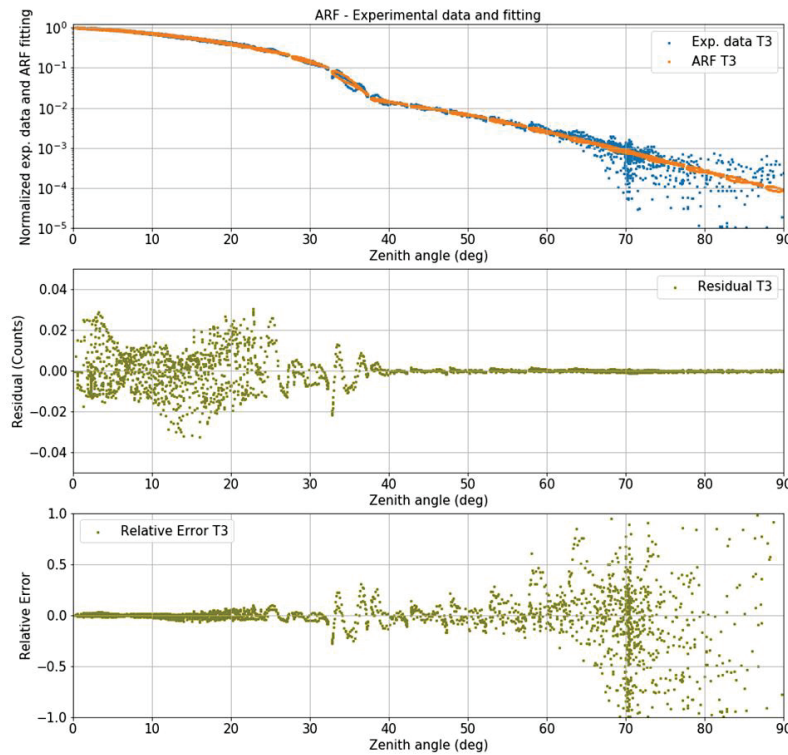 ARF - Experimental data and fitting
Normalized exp. data and ARF fitting
10⁰
10⁻¹
10⁻²
10⁻³
10⁻⁴
10⁻⁵
Exp. data T3
ARF T3
0 10 20 30 40 50 60 70 80 90
Zenith angle (deg)
Residual (Counts)
0.04
0.02
0.00
−0.02
−0.04
Residual T3
0 10 20 30 40 50 60 70 80 90
Zenith angle (deg)
Relative Error
1.0
0.5
0.0
−0.5
−1.0
Relative Error T3
0 10 20 30 40 50 60 70 80 90
Zenith angle (deg)